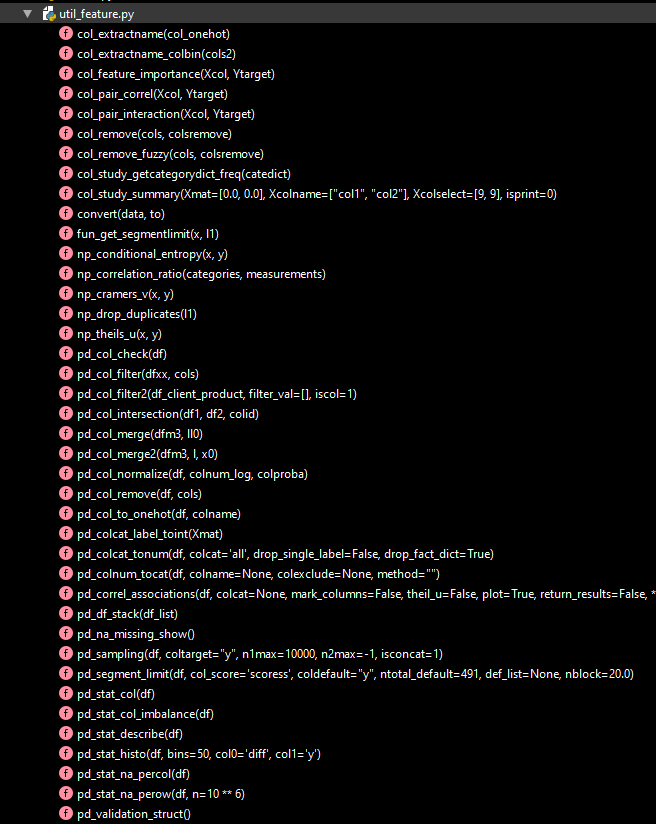 util_feature.py
f col_extractname(col_onehot)
f col_extractname_colbin(cols2)
f col_feature_importance(Xcol, Ytarget)
f col_pair_correl(Xcol, Ytarget)
f col_pair_interaction(Xcol, Ytarget)
f col_remove(cols, colsremove)
f col_remove_fuzzy(cols, colsremove)
f col_study_getcategorydict_freq(catedict)
f col_study_summary(Xmat=[0.0, 0.0], Xcolname=["col1", "col2"], Xcolselect=[9, 9], isprint=0)
f convert(data, to)
f fun_get_segmentlimit(x, l1)
f np_conditional_entropy(x, y)
f np_correlation_ratio(categories, measurements)
f np_cramers_v(x, y)
f np_drop_duplicates(l1)
f np_theils_u(x, y)
f pd_col_check(df)
f pd_col_filter(dfxx, cols)
f pd_col_filter2(df_client_product, filter_val=[], iscol=1)
f pd_col_intersection(df1, df2, colid)
f pd_col_merge(dfm3, ll0)
f pd_col_merge2(dfm3, l, x0)
f pd_col_normalize(df, colnum_log, colproba)
f pd_col_remove(df, cols)
f pd_col_to_onehot(df, colname)
f pd_colcat_label_toint(Xmat)
f pd_colcat_tonum(df, colcat='all', drop_single_label=False, drop_fact_dict=True)
f pd_colnum_tocat(df, colname=None, colexclude=None, method="")
f pd_correl_associations(df, colcat=None, mark_columns=False, theil_u=False, plot=True, return_results=False, *
f pd_df_stack(df_list)
f pd_na_missing_show()
f pd_sampling(df, coltarget="y", n1max=10000, n2max=-1, isconcat=1)
f pd_segment_limit(df, col_score='scoress', coldefault="y", ntotal_default=491, def_list=None, nblock=20.0)
f pd_stat_col(df)
f pd_stat_col_imbalance(df)
f pd_stat_describe(df)
f pd_stat_histo(df, bins=50, col0='diff', col1='y')
f pd_stat_na_percol(df)
f pd_stat_na_perow(df, n=10 ** 6)
f pd_validation_struct()